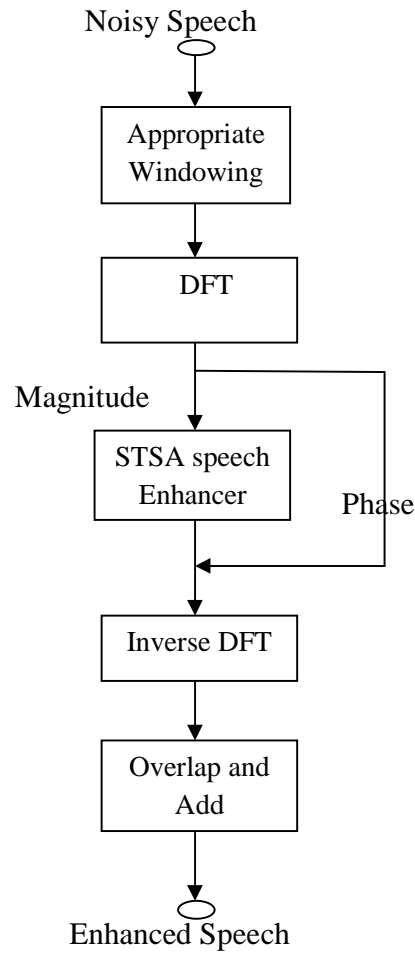 Noisy Speech
Appropriate
Windowing
DFT
Magnitude
STSA speech
Enhancer
Phase
Inverse DFT
Overlap and
Add
Enhanced Speech